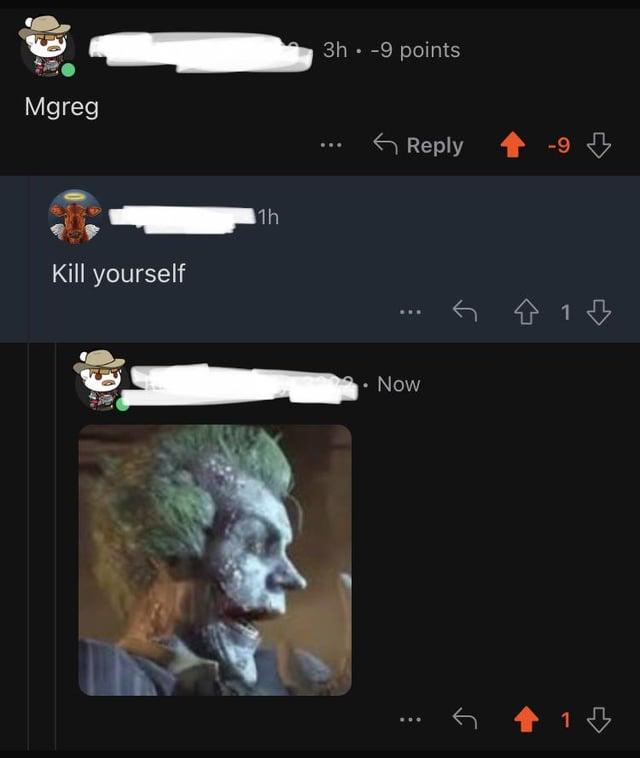 3h • -9 points
Mgreg
••• Reply -9
1h
Kill yourself
••• 1
• Now
••• 1